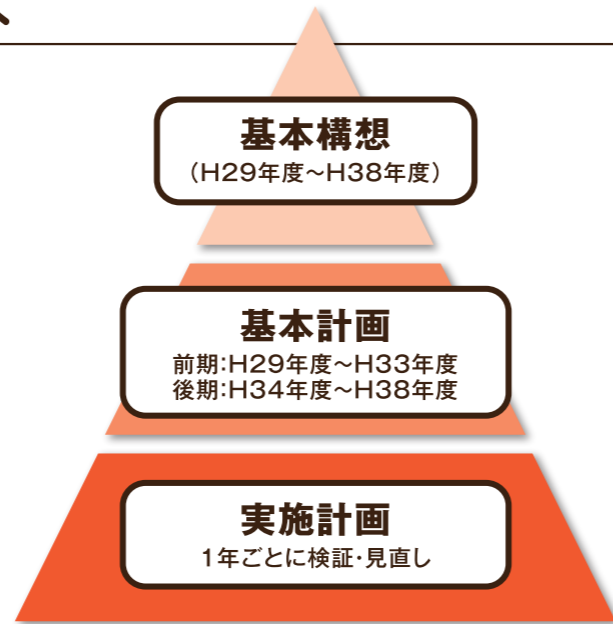 基本構想
（H29年度～H38年度）
基本計画
前期：H29年度～H33年度
後期：H34年度～H38年度
実施計画
1年ごとに検証・見直し